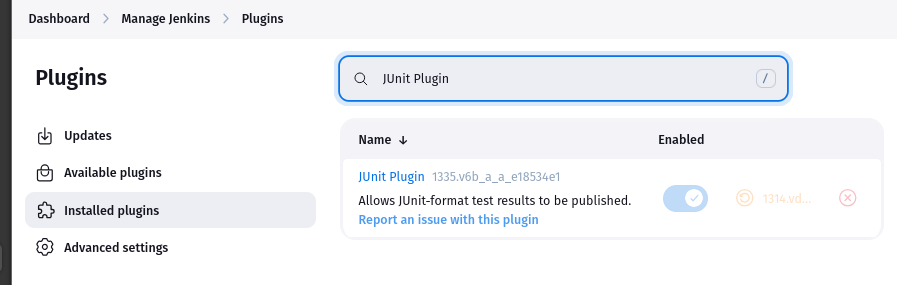 Dashboard > Manage Jenkins > Plugins
Plugins
JUnit Plugin /
Updates
Available plugins
Installed plugins
Advanced settings
Name ↓ Enabled
JUnit Plugin 1335.v6b_a_a_e18534e1
Allows JUnit-format test results to be published. 1314.vd...
Report an issue with this plugin